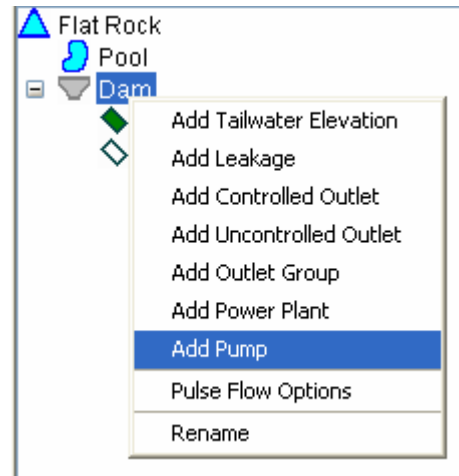 Flat Rock
Pool
Dam
Add Tailwater Elevation
Add Leakage
Add Controlled Outlet
Add Uncontrolled Outlet
Add Outlet Group
Add Power Plant
Add Pump
Pulse Flow Options
Rename